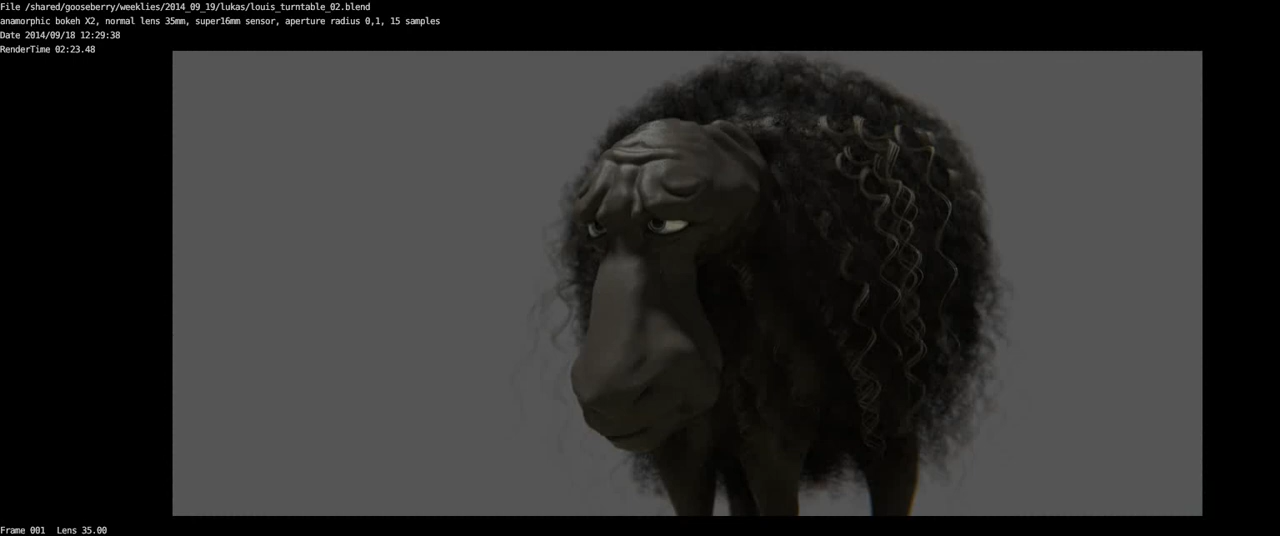 File /shared/gooseberry/weeklies/2014_09_19/lukas/louis_turntable_02.blend
anamorphic bokeh X2, normal lens 35mm, super16mm sensor, aperture radius 0,1, 15 samples
Date 2014/09/18 12:29:38
RenderTime 02:23.48
Frame 001  Lens 35.00